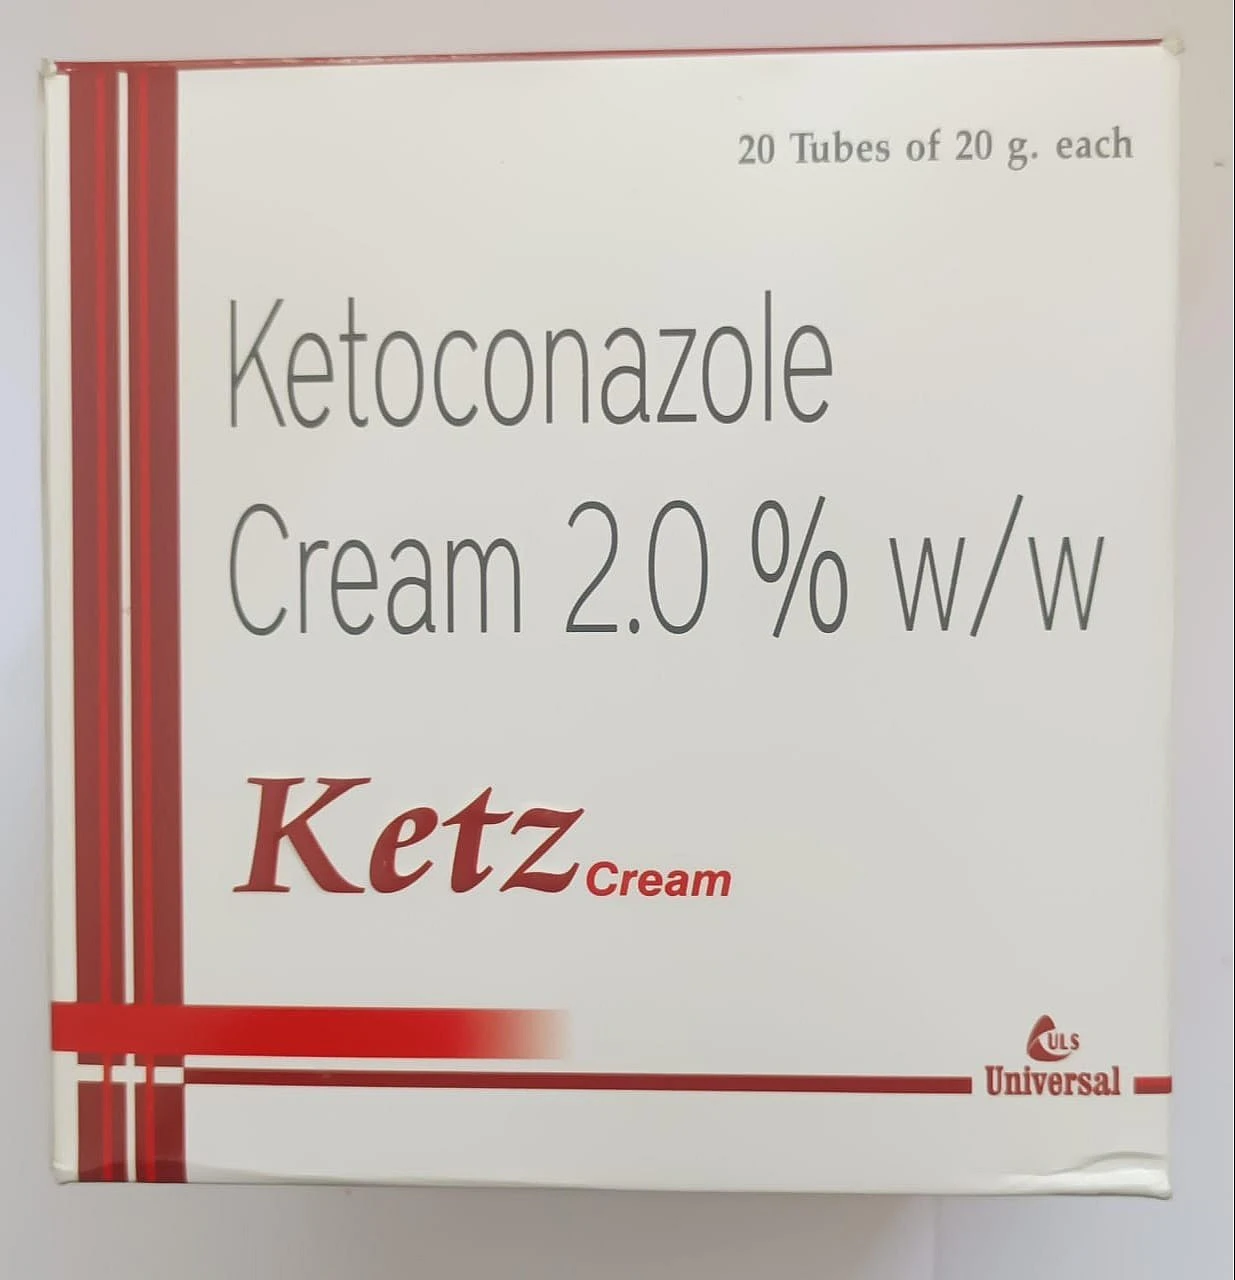 20 Tubes of 20 g. each
Ketoconazole
Cream 2.0 % w/w
Ketz Cream
ULS
Universal